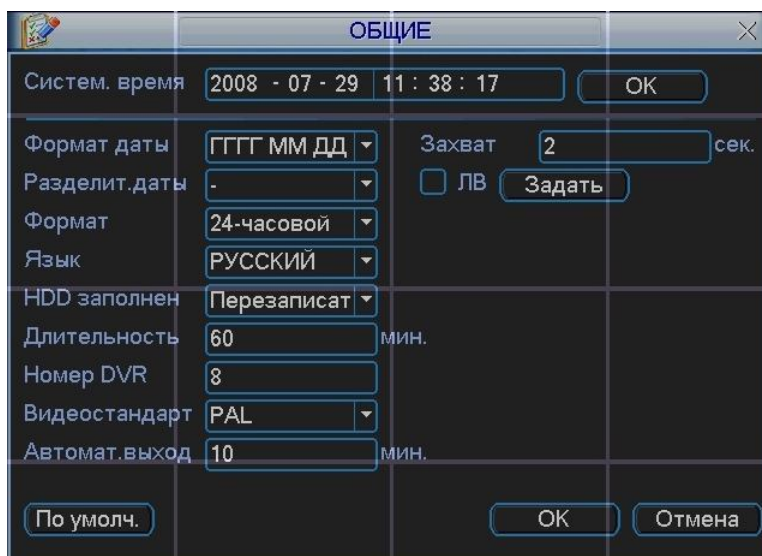 ОБЩИЕ
Систем. время 2008 - 07 - 29 11 : 38 : 17 OK
Формат даты ГГГГ ММ ДД Захват 2 сек.
Разделит.даты - ЛВ Задать
Формат 24-часовой
Язык РУССКИЙ
HDD заполнен Перезаписат
Длительность 60 мин.
Номер DVR 8
Видеостандарт PAL
Автомат.выход 10 мин.
По умолч. OK Отмена